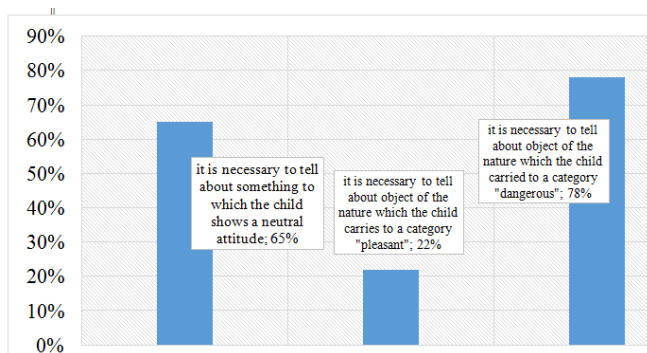 90%
80%
70%
60%
50%
40%
30%
20%
10%
0%
it is necessary to tell
about something to
which the child
shows a neutral
attitude; 65%
it is necessary to tell
about object of the
nature which the child
carries to a category
"pleasant"; 22%
it is necessary to tell
about object of the
nature which the child
carried to a category
"dangerous"; 78%